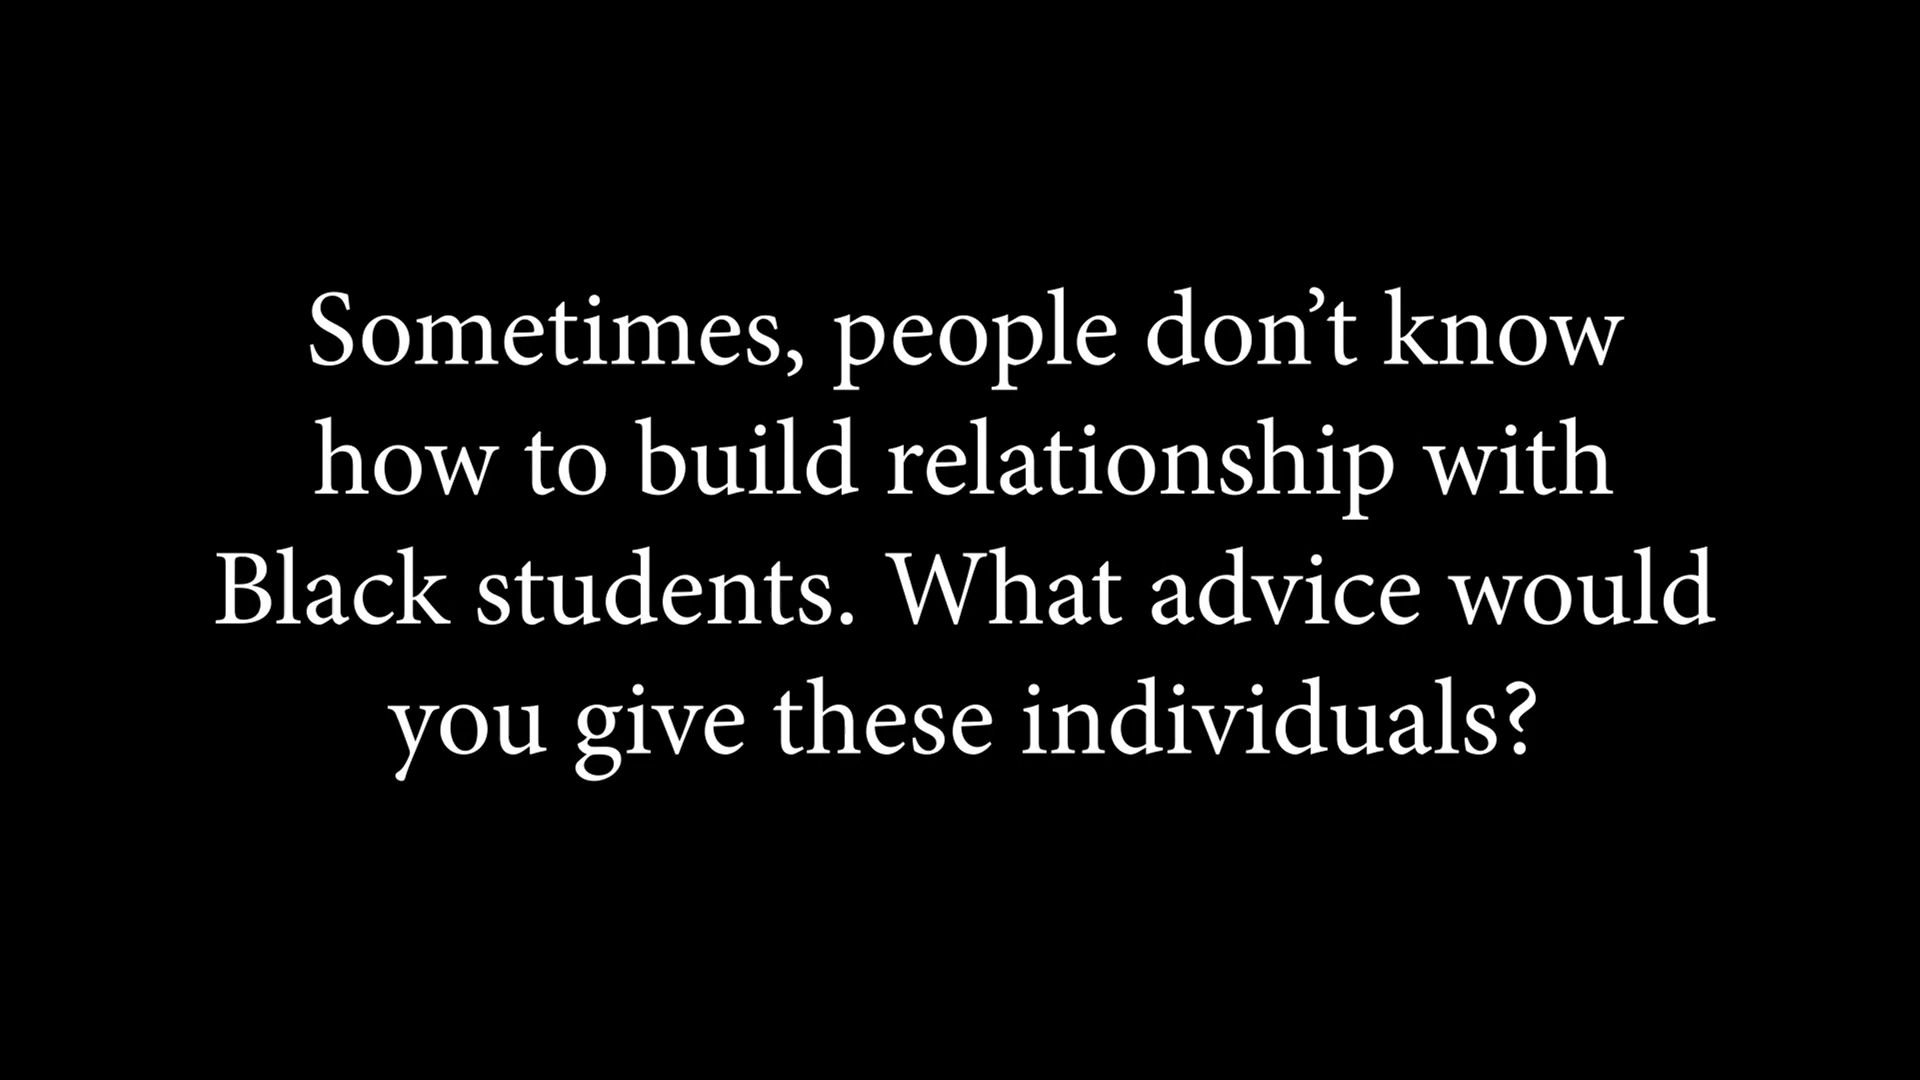 Sometimes, people don’t know
how to build relationship with
Black students. What advice would
you give these individuals?